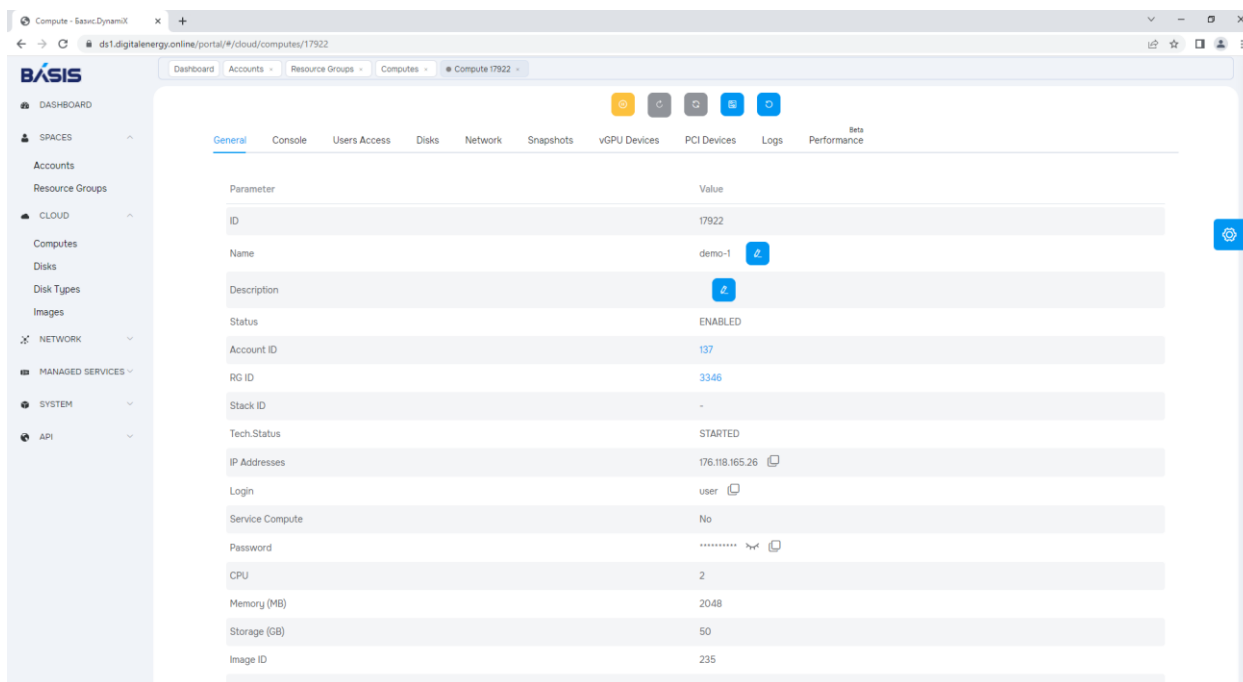 Compute - Базис.DynamiX
ds1.digitalenergy.online/portal/#/cloud/computes/17922
BASIS
Dashboard Accounts Resource Groups Computes Compute 17922
DASHBOARD
SPACES
Accounts
Resource Groups
CLOUD
Computes
Disks
Disk Types
Images
NETWORK
MANAGED SERVICES
SYSTEM
API
General Console Users Access Disks Network Snapshots vGPU Devices PCI Devices Logs Beta Performance
Parameter Value
ID 17922
Name demo-1
Description
Status ENABLED
Account ID 137
RG ID 3346
Stack ID -
Tech.Status STARTED
IP Addresses 176.118.165.26
Login user
Service Compute No
Password ••••••••••
CPU 2
Memory (MB) 2048
Storage (GB) 50
Image ID 235